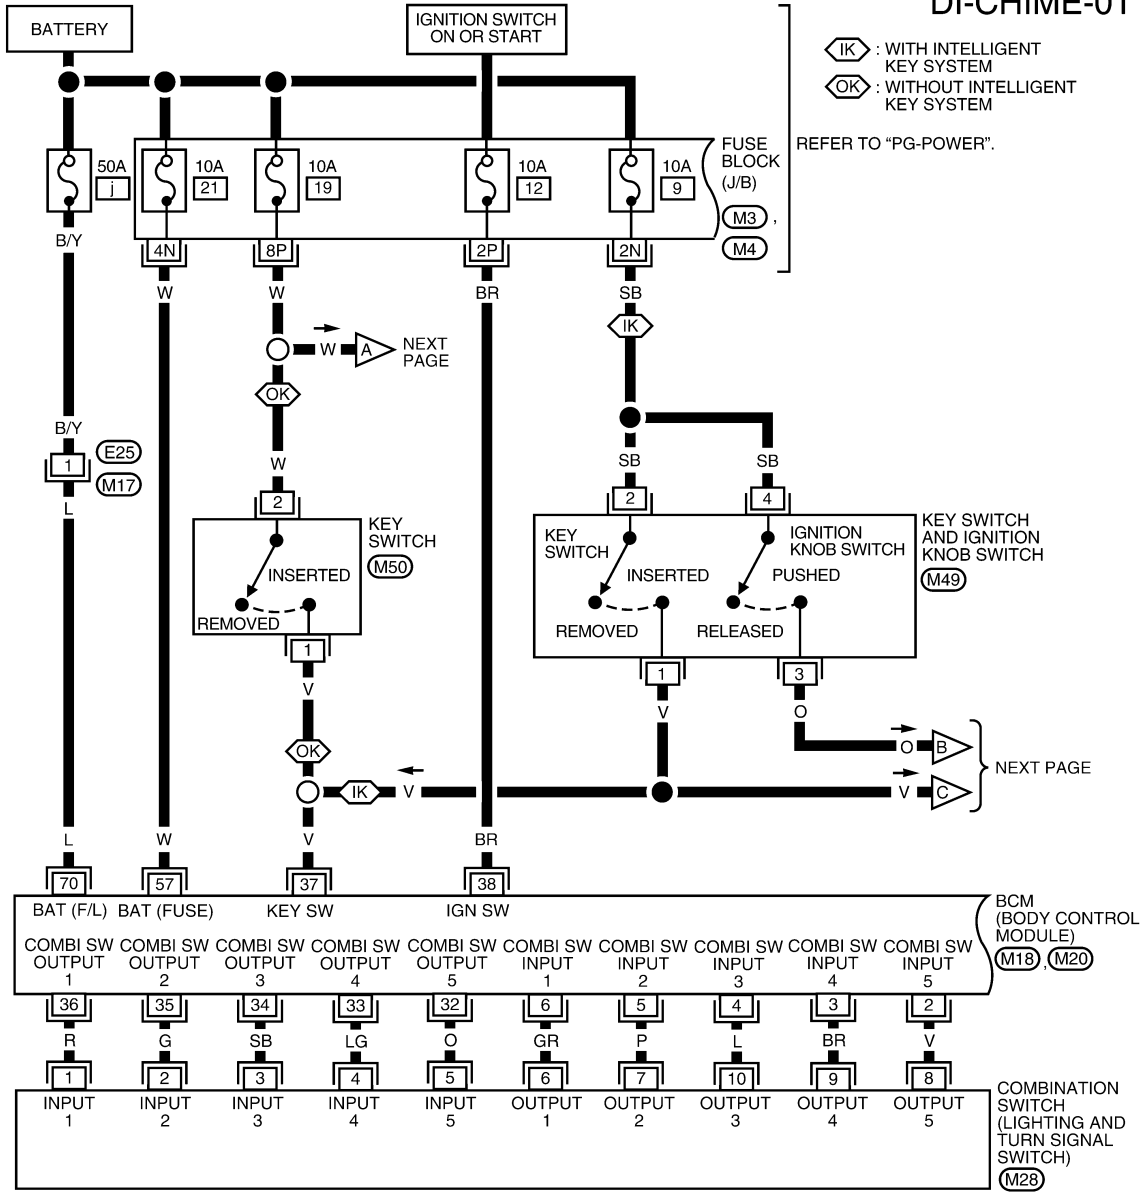 DI-CHIME-01
BATTERY
IGNITION SWITCH
ON OR START
IK : WITH INTELLIGENT
KEY SYSTEM
OK : WITHOUT INTELLIGENT
KEY SYSTEM
REFER TO “PG-POWER”.
50A
j
10A
21
10A
19
10A
12
10A
9
FUSE
BLOCK
(J/B)
M3 ,
M4
B/Y
4N
8P
2P
2N
W
W
BR
SB
IK
W
A
NEXT
PAGE
OK
B/Y
1
E25
M17
L
W
SB
SB
2
2
4
KEY
SWITCH
M50
INSERTED
REMOVED
1
KEY
SWITCH
INSERTED
REMOVED
IGNITION
KNOB SWITCH
PUSHED
RELEASED
KEY SWITCH
AND IGNITION
KNOB SWITCH
M49
1
3
V
V
O
OK
O
B
NEXT PAGE
IK
V
V
C
L
W
V
BR
70
57
37
38
BAT (F/L)
BAT (FUSE)
KEY SW
IGN SW
BCM
(BODY CONTROL
MODULE)
M18 , M20
COMBI SW
OUTPUT
1
COMBI SW
OUTPUT
2
COMBI SW
OUTPUT
3
COMBI SW
OUTPUT
4
COMBI SW
OUTPUT
5
COMBI SW
INPUT
1
COMBI SW
INPUT
2
COMBI SW
INPUT
3
COMBI SW
INPUT
4
COMBI SW
INPUT
5
36
35
34
33
32
6
5
4
3
2
R
G
SB
LG
O
GR
P
L
BR
V
1
2
3
4
5
6
7
10
9
8
INPUT
1
INPUT
2
INPUT
3
INPUT
4
INPUT
5
OUTPUT
1
OUTPUT
2
OUTPUT
3
OUTPUT
4
OUTPUT
5
COMBINATION
SWITCH
(LIGHTING AND
TURN SIGNAL
SWITCH)
M28